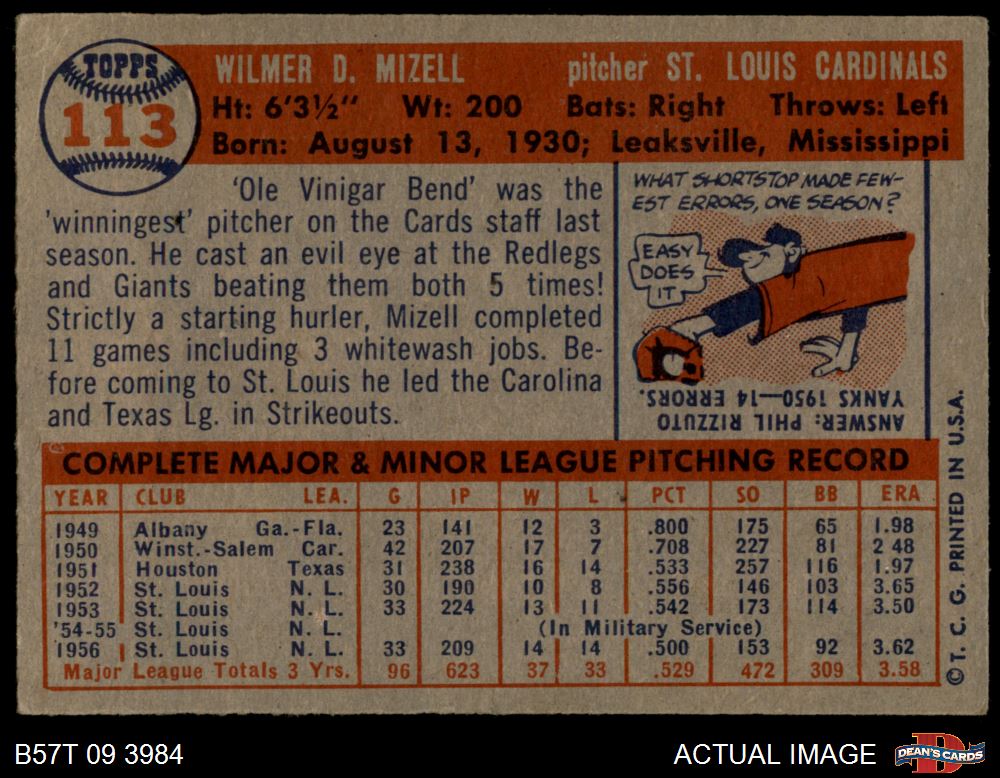 TOPPS
113
WILMER D. MIZELL pitcher ST. LOUIS CARDINALS
Ht: 6'3½" Wt: 200 Bats: Right Throws: Left
Born: August 13, 1930; Leaksville, Mississippi
'Ole Vinigar Bend' was the
'winningest' pitcher on the Cards staff last
season. He cast an evil eye at the Redlegs
and Giants beating them both 5 times!
Strictly a starting hurler, Mizell completed
11 games including 3 whitewash jobs. Be-
fore coming to St. Louis he led the Carolina
and Texas Lg. in Strikeouts.
WHAT SHORTSTOP MADE FEW-
EST ERRORS, ONE SEASON?
EASY
DOES
IT
ANSWER: PHIL RIZZUTO
YANKS 1950—14 ERRORS.
COMPLETE MAJOR & MINOR LEAGUE PITCHING RECORD
YEAR CLUB LEA. G IP W L PCT SO BB ERA
1949 Albany Ga.-Fla. 23 141 12 3 .800 175 65 1.98
1950 Winst.-Salem Car. 42 207 17 7 .708 227 81 2 48
1951 Houston Texas 31 238 16 14 .533 257 116 1.97
1952 St. Louis N. L. 30 190 10 8 .556 146 103 3.65
1953 St. Louis N. L. 33 224 13 11 .542 173 114 3.50
'54-55 St. Louis N. L. (In Military Service)
1956 St. Louis N. L. 33 209 14 14 .500 153 92 3.62
Major League Totals 3 Yrs. 96 623 37 33 .529 472 309 3.58
©T. C. G. PRINTED IN U.S.A.
B57T 09 3984 ACTUAL IMAGE
DEAN'S CARDS